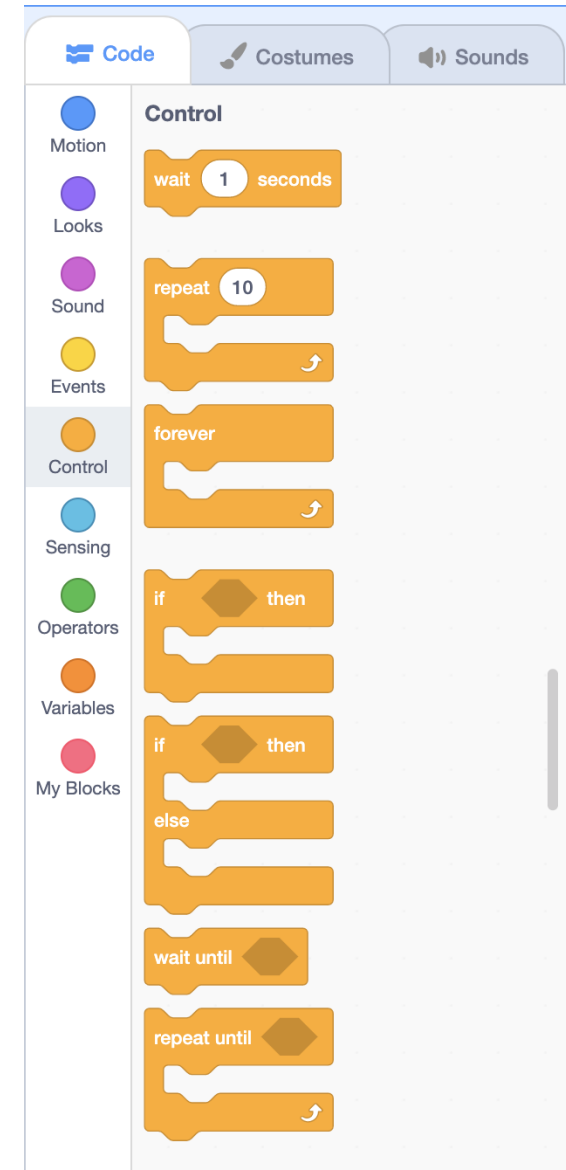 Code
Costumes
Sounds
Motion
Looks
Sound
Events
Control
Sensing
Operators
Variables
My Blocks
Control
wait 1 seconds
repeat 10
forever
if then
if then
else
wait until
repeat until